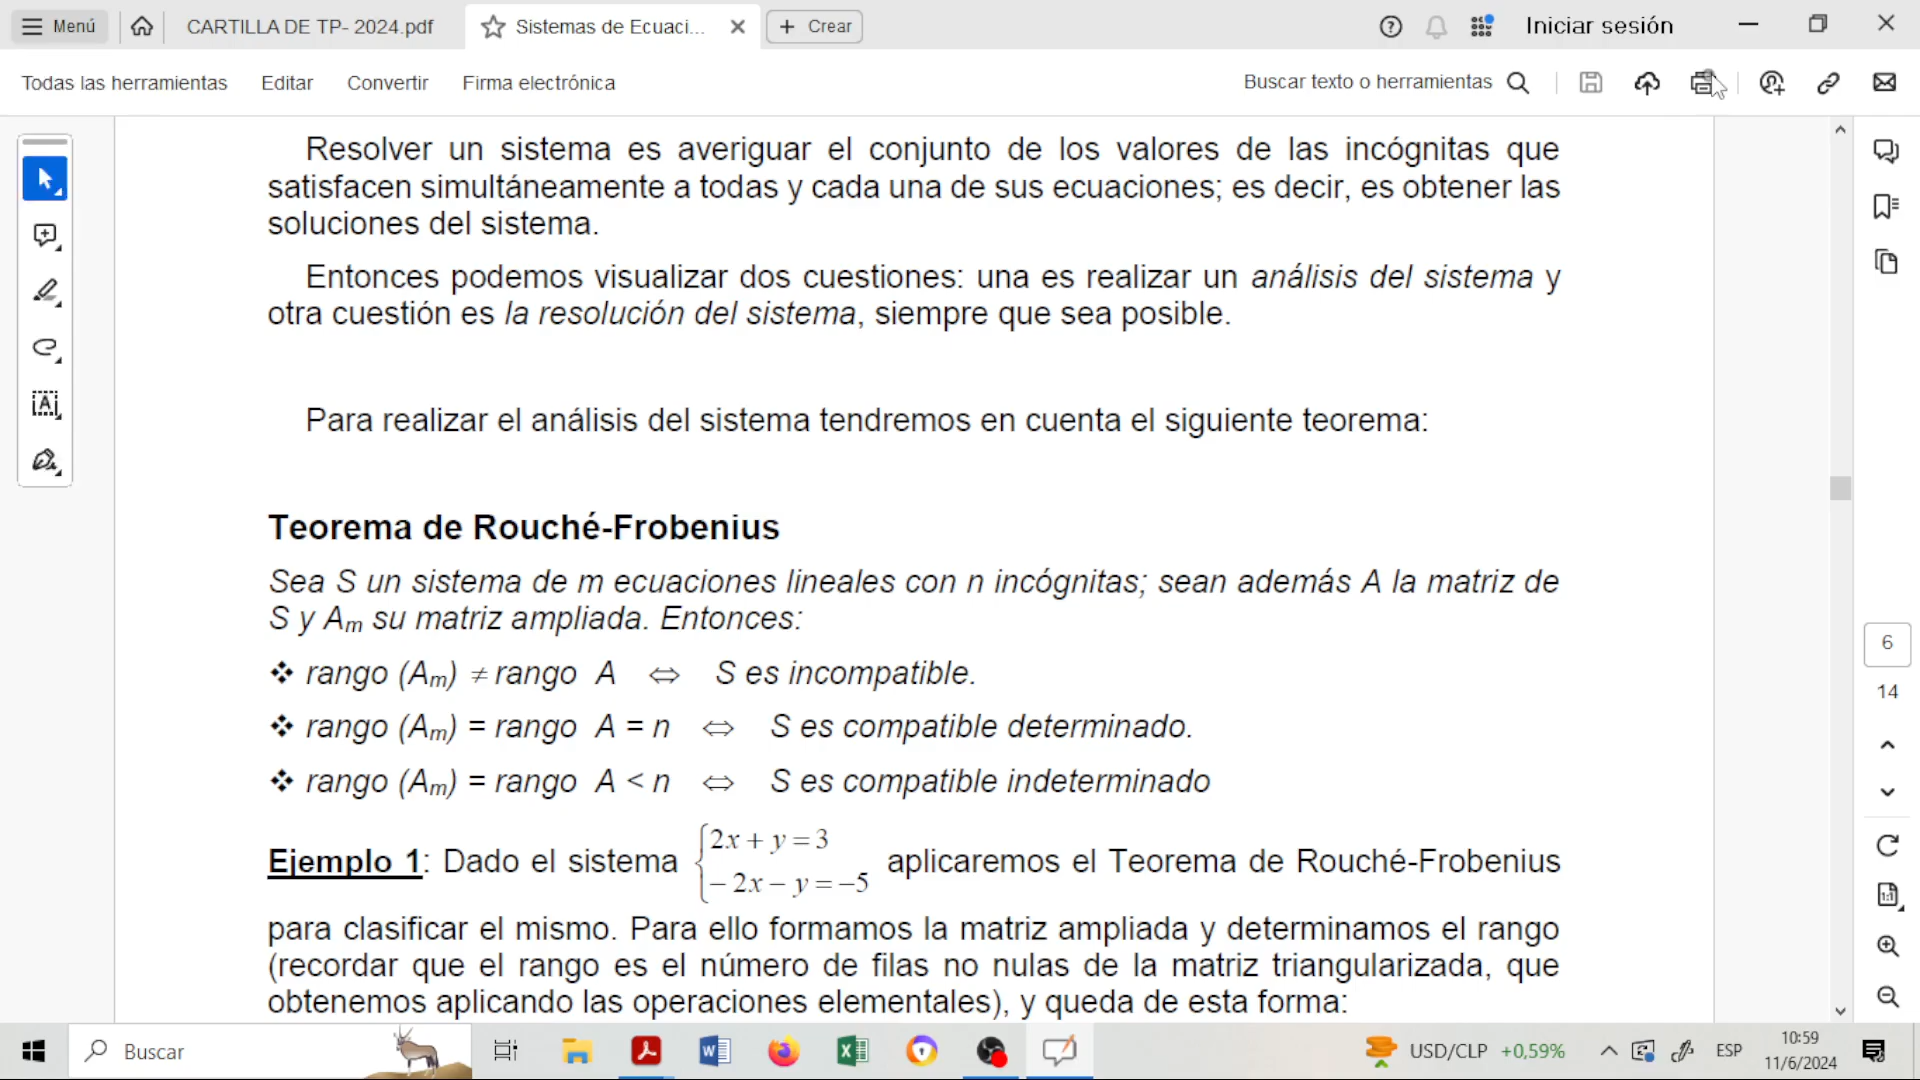 Menú
CARTILLA DE TP- 2024.pdf
Sistemas de Ecuaci...
Crear
Iniciar sesión
Todas las herramientas
Editar
Convertir
Firma electrónica
Buscar texto o herramientas
Resolver un sistema es averiguar el conjunto de los valores de las incógnitas que
satisfacen simultáneamente a todas y cada una de sus ecuaciones; es decir, es obtener las
soluciones del sistema.
Entonces podemos visualizar dos cuestiones: una es realizar un análisis del sistema y
otra cuestión es la resolución del sistema, siempre que sea posible.
Para realizar el análisis del sistema tendremos en cuenta el siguiente teorema:
Teorema de Rouché-Frobenius
Sea S un sistema de m ecuaciones lineales con n incógnitas; sean además A la matriz de
S y Am su matriz ampliada. Entonces:
❖ rango (Am) ≠ rango A ⇔ S es incompatible.
❖ rango (Am) = rango A = n ⇔ S es compatible determinado.
❖ rango (Am) = rango A < n ⇔ S es compatible indeterminado
2x + y = 3
Ejemplo 1: Dado el sistema aplicaremos el Teorema de Rouché-Frobenius
− 2x − y = −5
para clasificar el mismo. Para ello formamos la matriz ampliada y determinamos el rango
(recordar que el rango es el número de filas no nulas de la matriz triangularizada, que
obtenemos aplicando las operaciones elementales), y queda de esta forma:
6
14
Buscar
USD/CLP +0,59%
ESP
10:59
11/6/2024